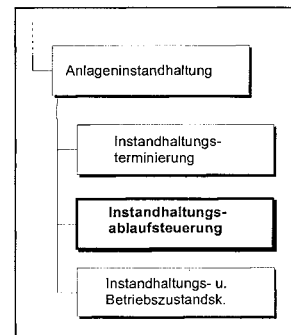 Anlageninstandhaltung
Instandhaltungs-
terminierung
Instandhaltungs-
ablaufsteuerung
Instandhaltungs- u.
Betriebszustandsk.